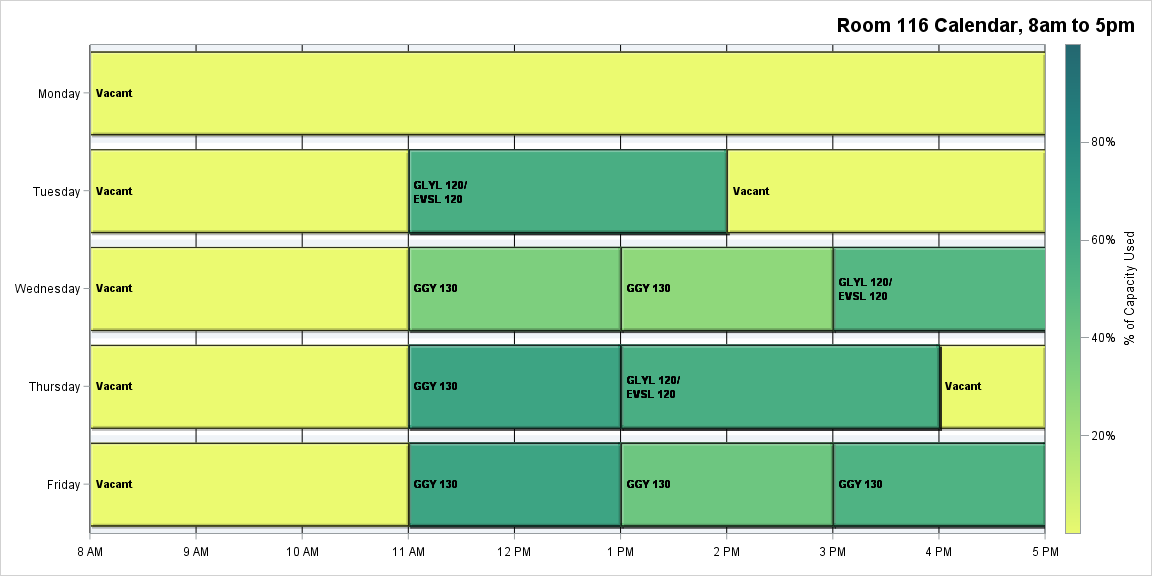 Room 116 Calendar, 8am to 5pm
Monday
Vacant
Tuesday
Vacant
GLYL 120/
EVSL 120
Vacant
Wednesday
Vacant
GGY 130
GGY 130
GLYL 120/
EVSL 120
Thursday
Vacant
GGY 130
GLYL 120/
EVSL 120
Vacant
Friday
Vacant
GGY 130
GGY 130
GGY 130
8 AM
9 AM
10 AM
11 AM
12 PM
1 PM
2 PM
3 PM
4 PM
5 PM
80%
60%
40%
20%
% of Capacity Used